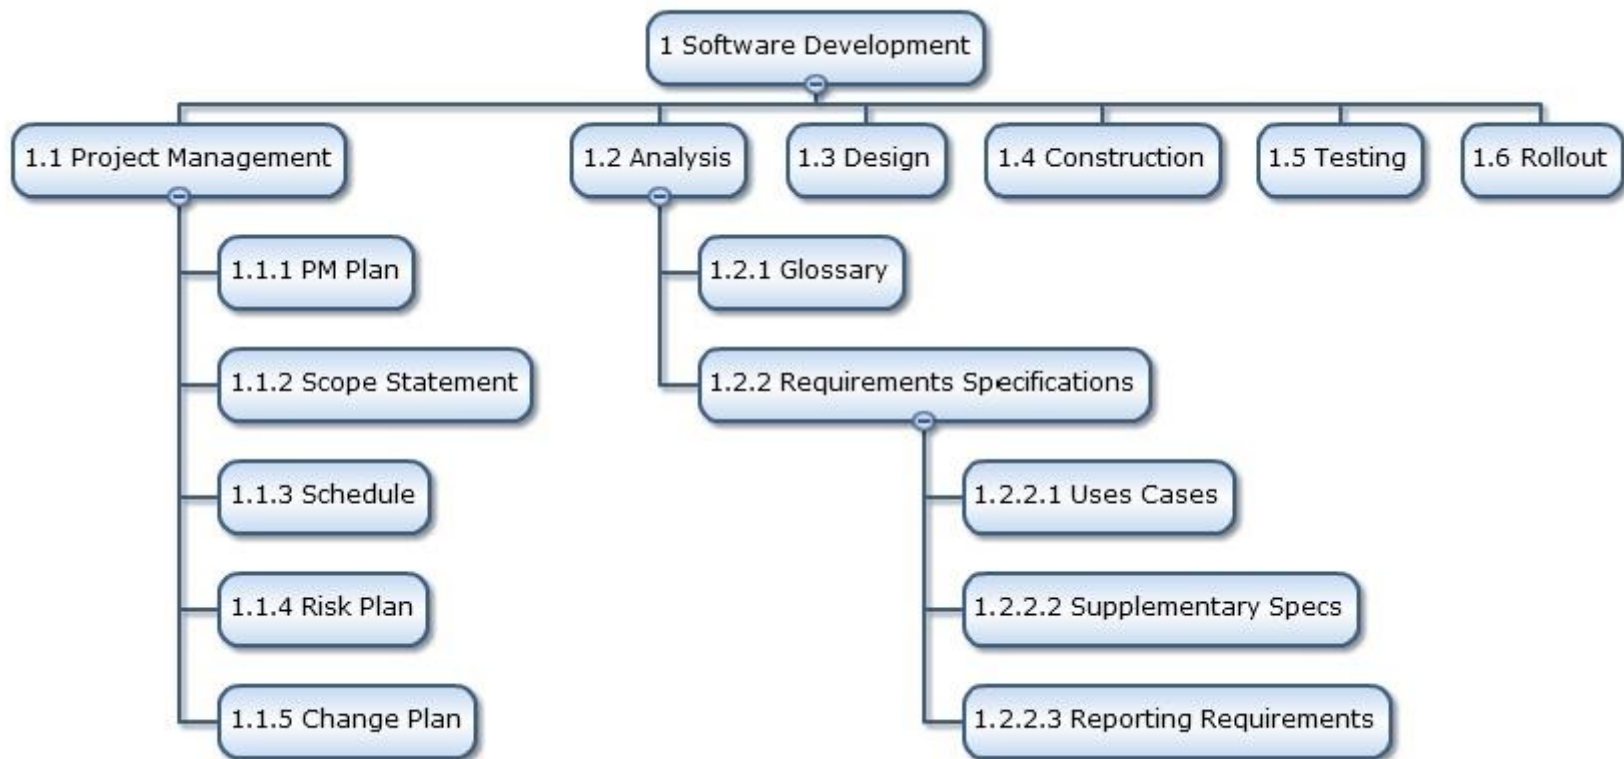 1 Software Development
1.1 Project Management
1.2 Analysis
1.3 Design
1.4 Construction
1.5 Testing
1.6 Rollout
1.1.1 PM Plan
1.1.2 Scope Statement
1.1.3 Schedule
1.1.4 Risk Plan
1.1.5 Change Plan
1.2.1 Glossary
1.2.2 Requirements Specifications
1.2.2.1 Uses Cases
1.2.2.2 Supplementary Specs
1.2.2.3 Reporting Requirements